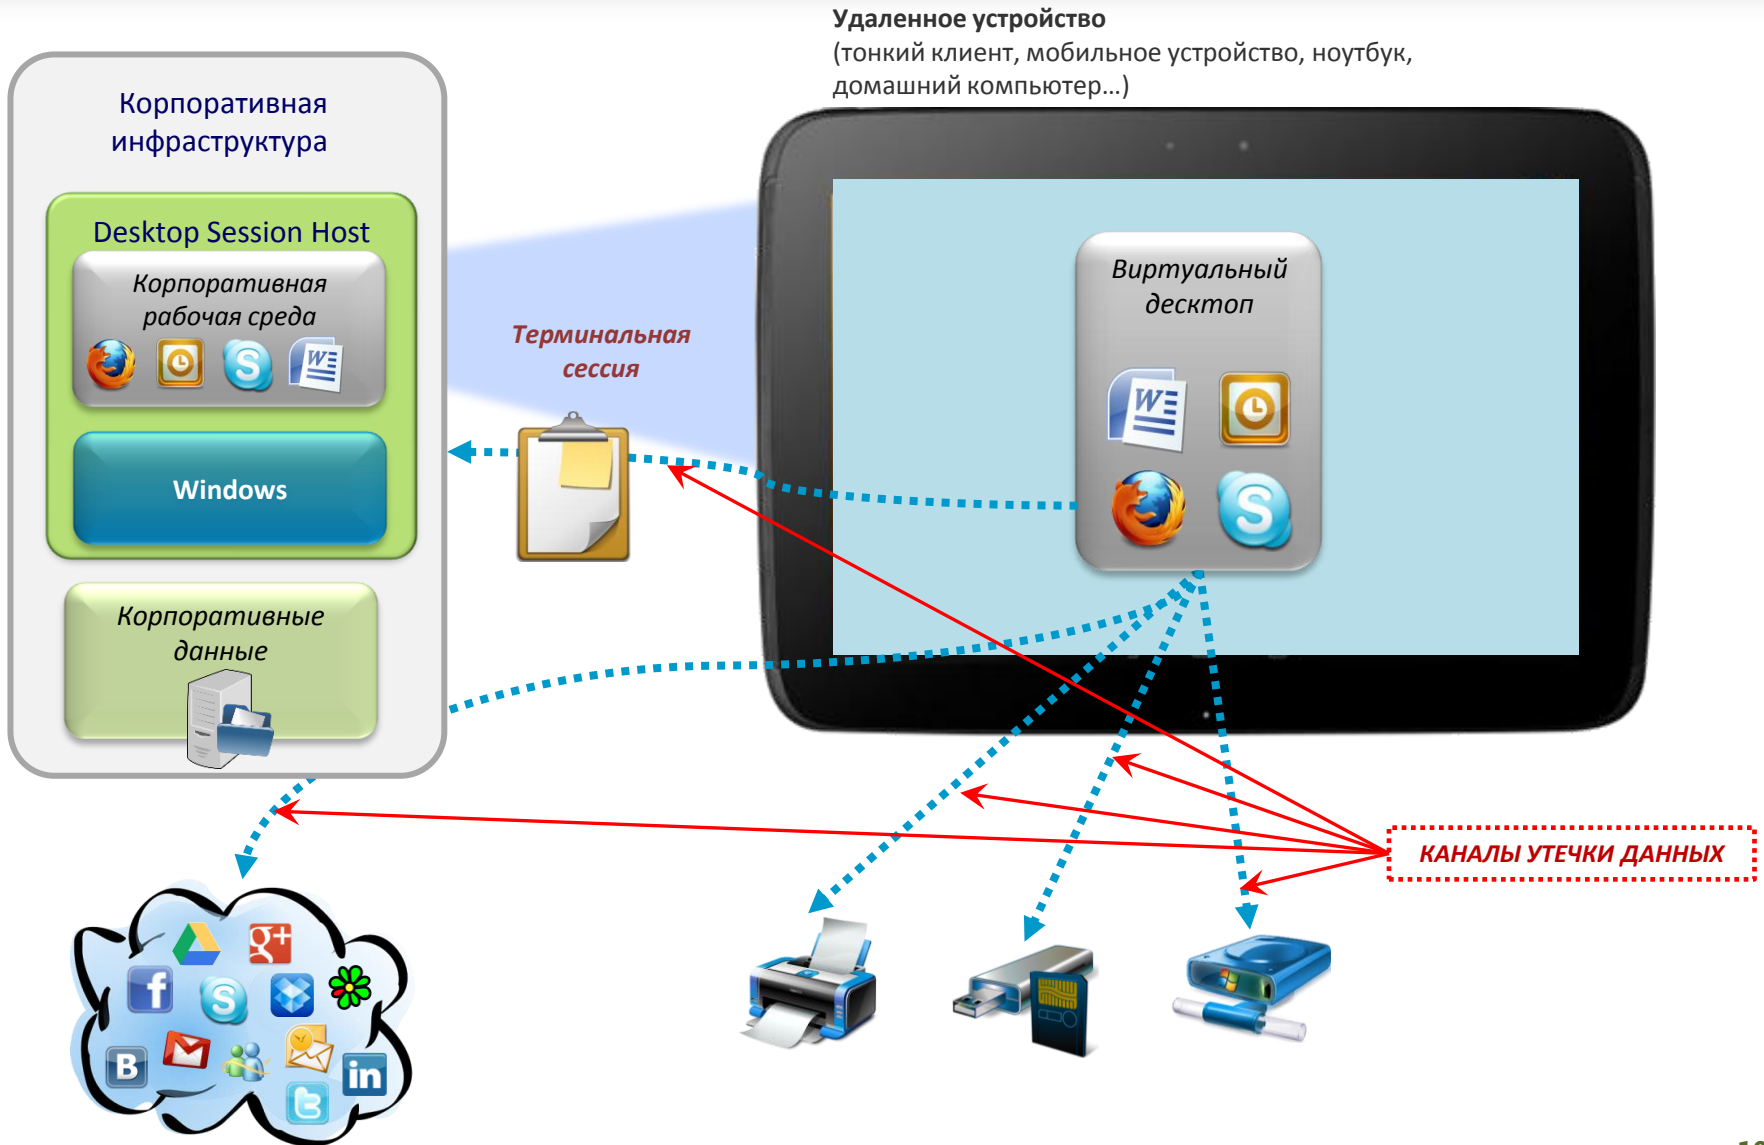 Удаленное устройство
(тонкий клиент, мобильное устройство, ноутбук,
домашний компьютер...)
Корпоративная
инфраструктура
Desktop Session Host
Корпоративная
рабочая среда
W
Windows
Корпоративные
данные
Терминальная
сессия
Виртуальный
десктоп
W
S
S
КАНАЛЫ УТЕЧКИ ДАННЫХ
g+
f
S
B
in
t